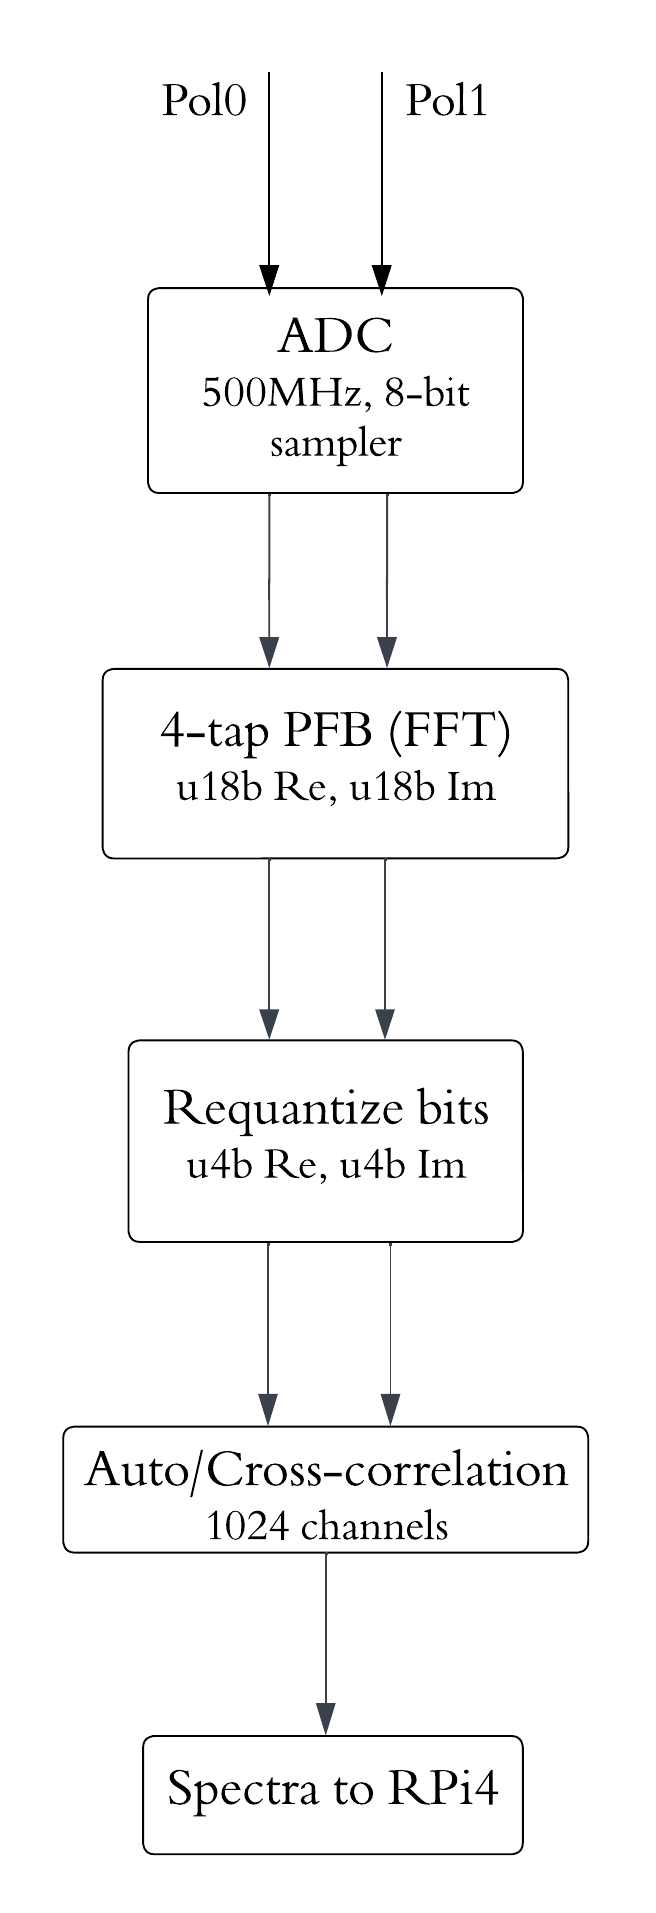 Pol0
Pol1
ADC
500MHz, 8-bit
sampler
4-tap PFB (FFT)
u18b Re, u18b Im
Requantize bits
u4b Re, u4b Im
Auto/Cross-correlation
1024 channels
Spectra to RPi4